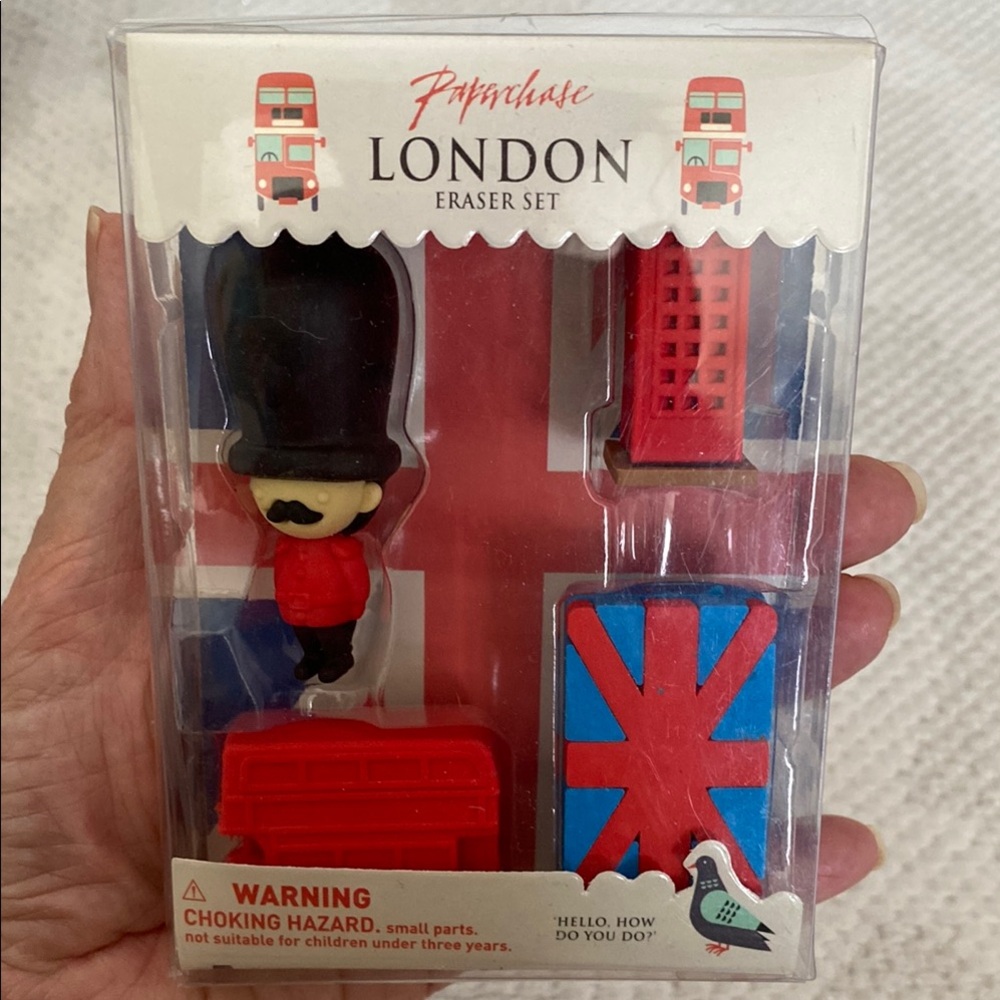 Paperchase
LONDON
ERASER SET
WARNING
CHOKING HAZARD. small parts.
not suitable for children under three years.
'HELLO, HOW
DO YOU DO?'